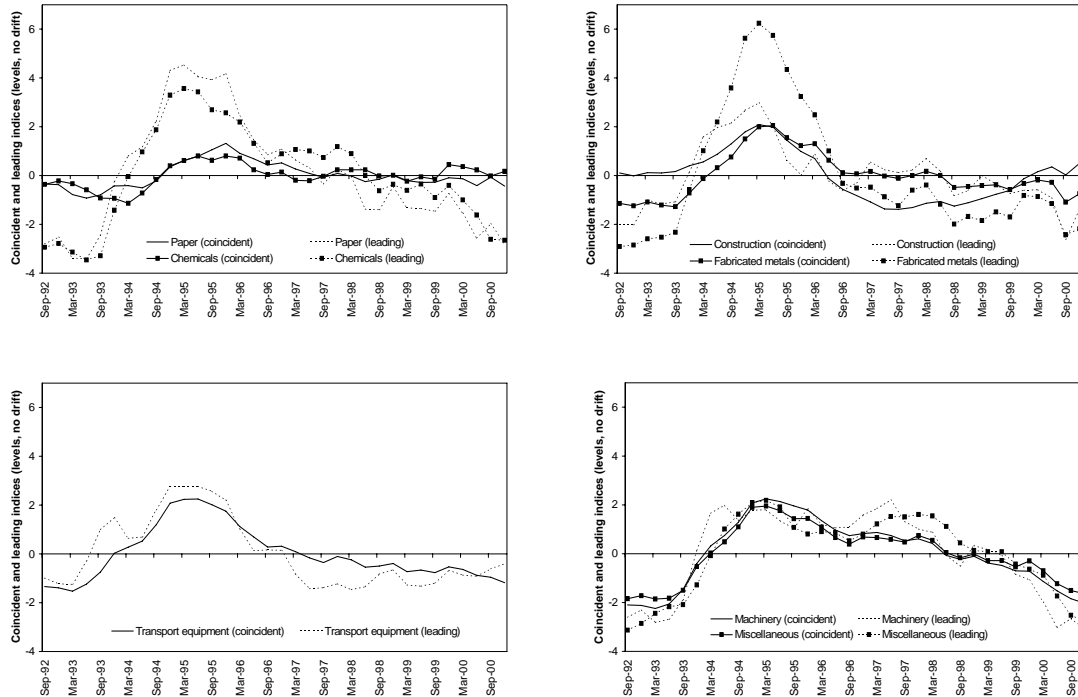 Coincident and leading indices (levels, no drift)
6
4
2
0
-2
-4
Paper (coincident)
Paper (leading)
Chemicals (coincident)
Chemicals (leading)
Sep-92
Mar-93
Sep-93
Mar-94
Sep-94
Mar-95
Sep-95
Mar-96
Sep-96
Mar-97
Sep-97
Mar-98
Sep-98
Mar-99
Sep-99
Mar-00
Sep-00
Coincident and leading indices (levels, no drift)
6
4
2
0
-2
-4
Construction (coincident)
Construction (leading)
Fabricated metals (coincident)
Fabricated metals (leading)
Sep-92
Mar-93
Sep-93
Mar-94
Sep-94
Mar-95
Sep-95
Mar-96
Sep-96
Mar-97
Sep-97
Mar-98
Sep-98
Mar-99
Sep-99
Mar-00
Sep-00
Coincident and leading indices (levels, no drift)
6
4
2
0
-2
-4
Transport equipment (coincident)
Transport equipment (leading)
Sep-92
Mar-93
Sep-93
Mar-94
Sep-94
Mar-95
Sep-95
Mar-96
Sep-96
Mar-97
Sep-97
Mar-98
Sep-98
Mar-99
Sep-99
Mar-00
Sep-00
Coincident and leading indices (levels, no drift)
6
4
2
0
-2
-4
Machinery (coincident)
Machinery (leading)
Miscellaneous (coincident)
Miscellaneous (leading)
Sep-92
Mar-93
Sep-93
Mar-94
Sep-94
Mar-95
Sep-95
Mar-96
Sep-96
Mar-97
Sep-97
Mar-98
Sep-98
Mar-99
Sep-99
Mar-00
Sep-00